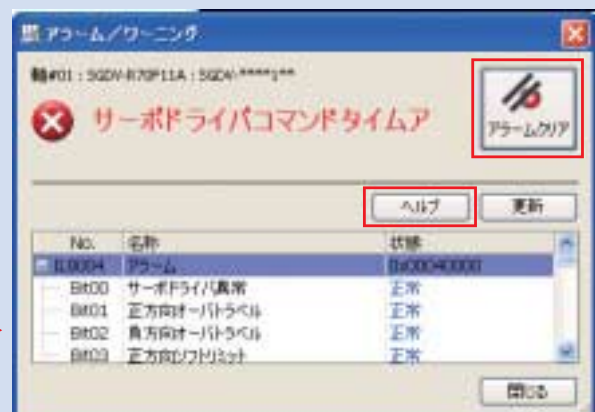 アラーム/ワーニング
軸#01 : SGDV-R70F11A : SGDV-****1**
サーボドライバコマンドタイムア
アラームクリア
ヘルプ
更新
No. 名称 状態
IL0004 アラーム 0x00040000
Bit00 サーボドライバ異常 正常
Bit01 正方向オーバトラベル 正常
Bit02 負方向オーバトラベル 正常
Bit03 正方向ソフトリミット 正常
閉じる